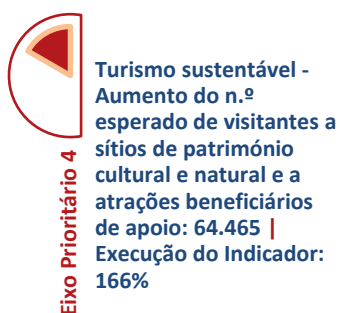 Eixo Prioritário 4
Turismo sustentável -
Aumento do n.º
esperado de visitantes a
sítios de património
cultural e natural e a
atrações beneficiários
de apoio: 64.465 |
Execução do Indicador:
166%